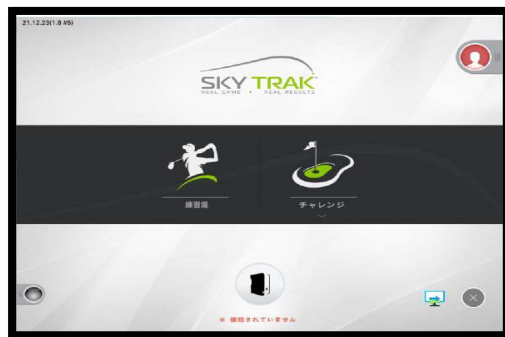 21.12.23(1.8 #5)
SKY TRAK
REAL GAME . REAL RESULTS
練習場
チャレンジ
※ 接続されていません